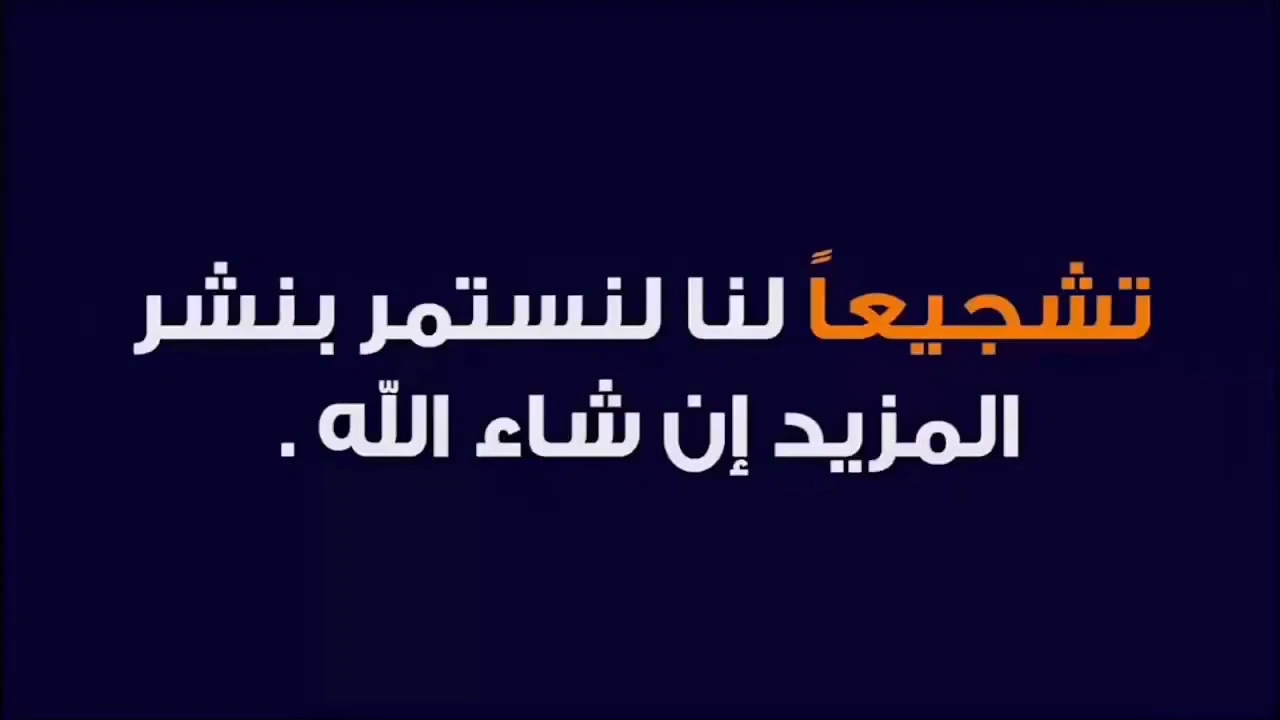 تشجيعاً لنا لنستمر بنشر
المزيد إن شاء اللّه .